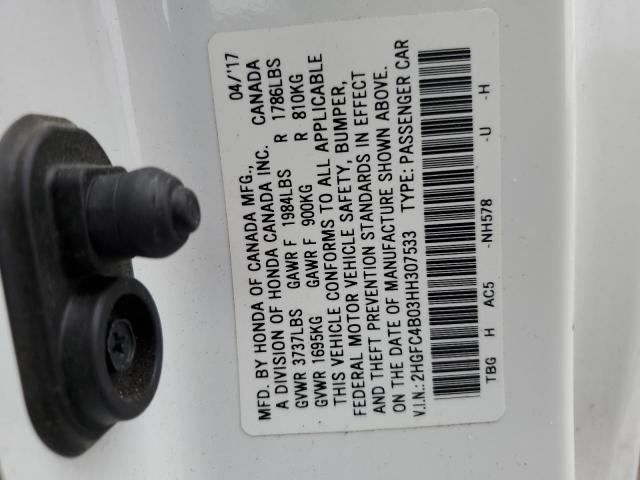 MFD. BY HONDA OF CANADA MFG., 04/'17
A DIVISION OF HONDA CANADA INC. CANADA
GVWR 3737LBS GAWR F 1984LBS R 1786LBS
GVWR 1695KG GAWR F 900KG R 810KG
THIS VEHICLE CONFORMS TO ALL APPLICABLE
FEDERAL MOTOR VEHICLE SAFETY, BUMPER,
AND THEFT PREVENTION STANDARDS IN EFFECT
ON THE DATE OF MANUFACTURE SHOWN ABOVE.
V.I.N.:2HGFC4B03HH307533 TYPE: PASSENGER CAR
TBG H AC5 -NH578 -U -H